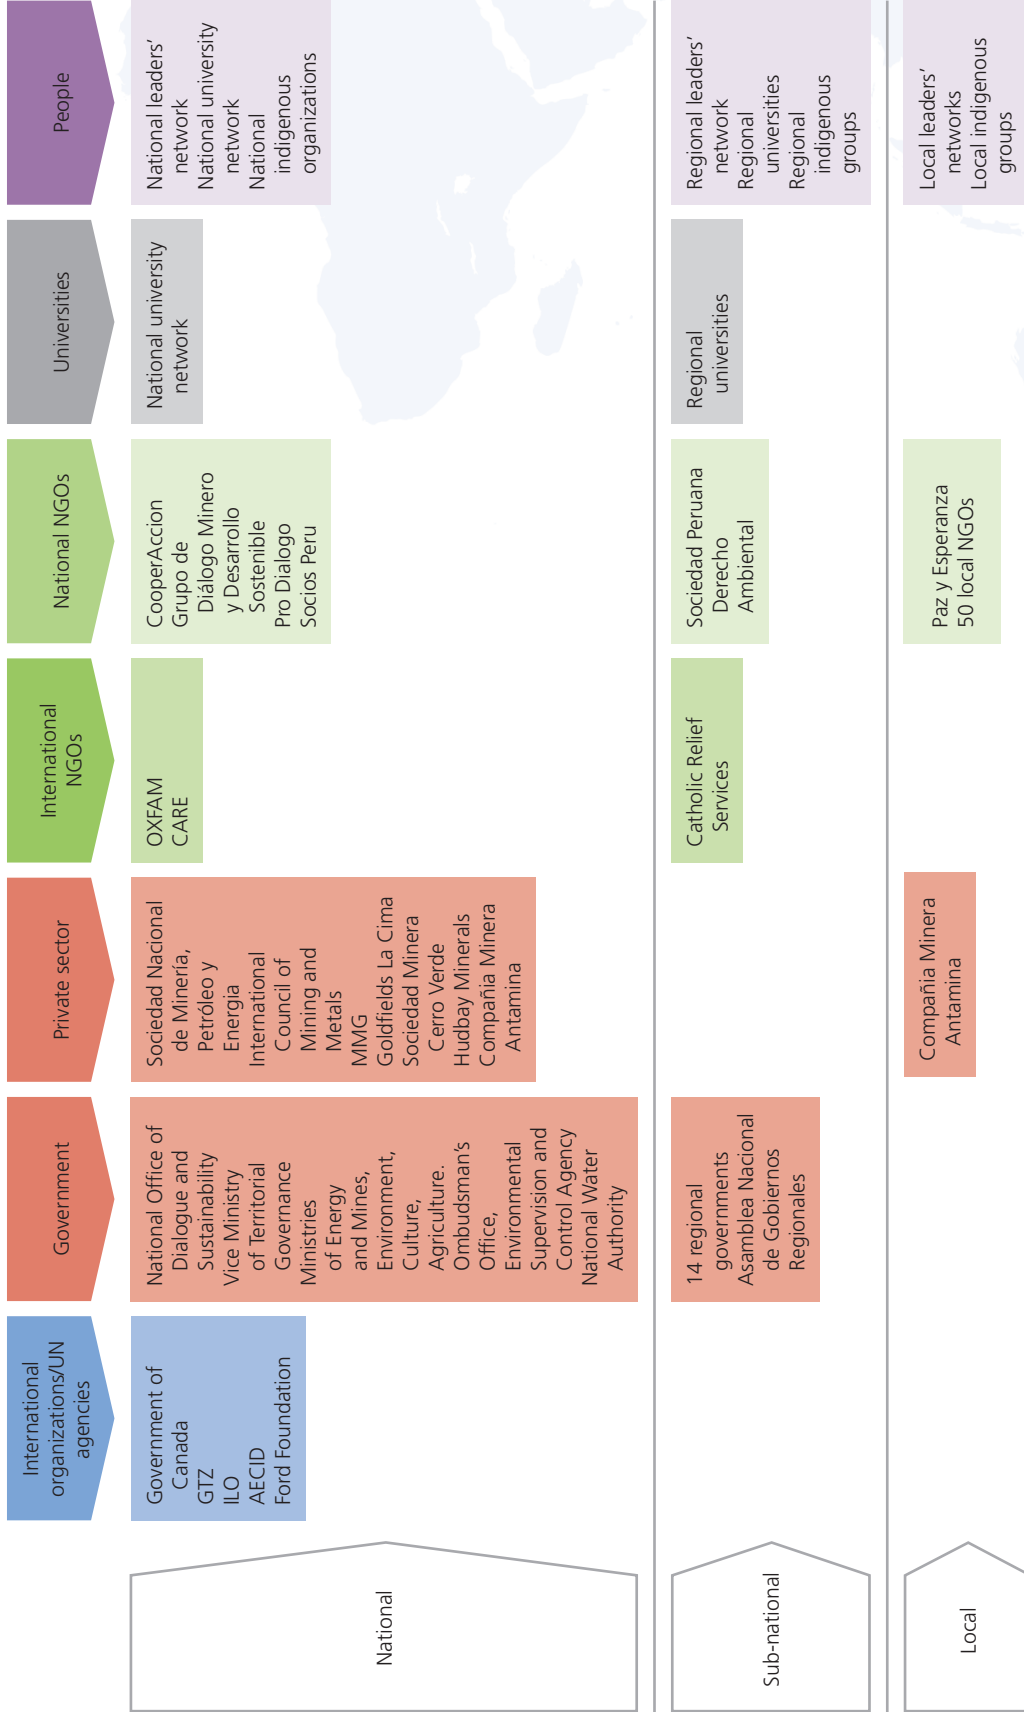 International
organizations/UN
agencies
Government
Private sector
International
NGOs
National NGOs
Universities
People
National
Government of
Canada
GTZ
ILO
AECID
Ford Foundation
National Office of
Dialogue and
Sustainability
Vice Ministry
of Territorial
Governance
Ministries
of Energy
and Mines,
Environment,
Culture,
Agriculture.
Ombudsman’s
Office,
Environmental
Supervision and
Control Agency
National Water
Authority
Sociedad Nacional
de Minería,
Petróleo y
Energia
International
Council of
Mining and
Metals
MMG
Goldfields La Cima
Sociedad Minera
Cerro Verde
Hudbay Minerals
Compañia Minera
Antamina
OXFAM
CARE
CooperAccion
Grupo de
Diálogo Minero
y Desarrollo
Sostenible
Pro Dialogo
Socios Peru
National university
network
National leaders’
network
National university
network
National
indigenous
organizations
Sub-national
14 regional
governments
Asamblea Nacional
de Gobiernos
Regionales
Catholic Relief
Services
Sociedad Peruana
Derecho
Ambiental
Regional
universities
Regional leaders’
network
Regional
universities
Regional
indigenous
groups
Local
Compañia Minera
Antamina
Paz y Esperanza
50 local NGOs
Local leaders’
networks
Local indigenous
groups